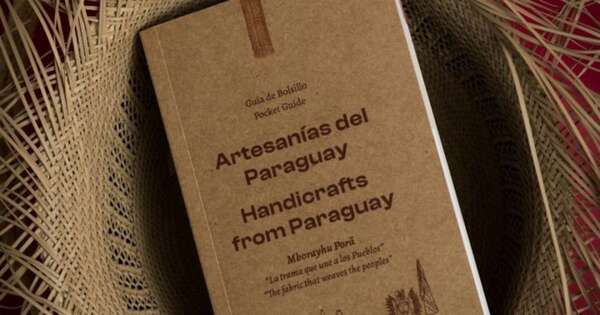 Guía de Bolsillo
Pocket Guide
Artesanías del
Paraguay
Handicrafts
from Paraguay
Mborayhu Porã
"La trama que une a los Pueblos"
"The fabric that weaves the peoples"